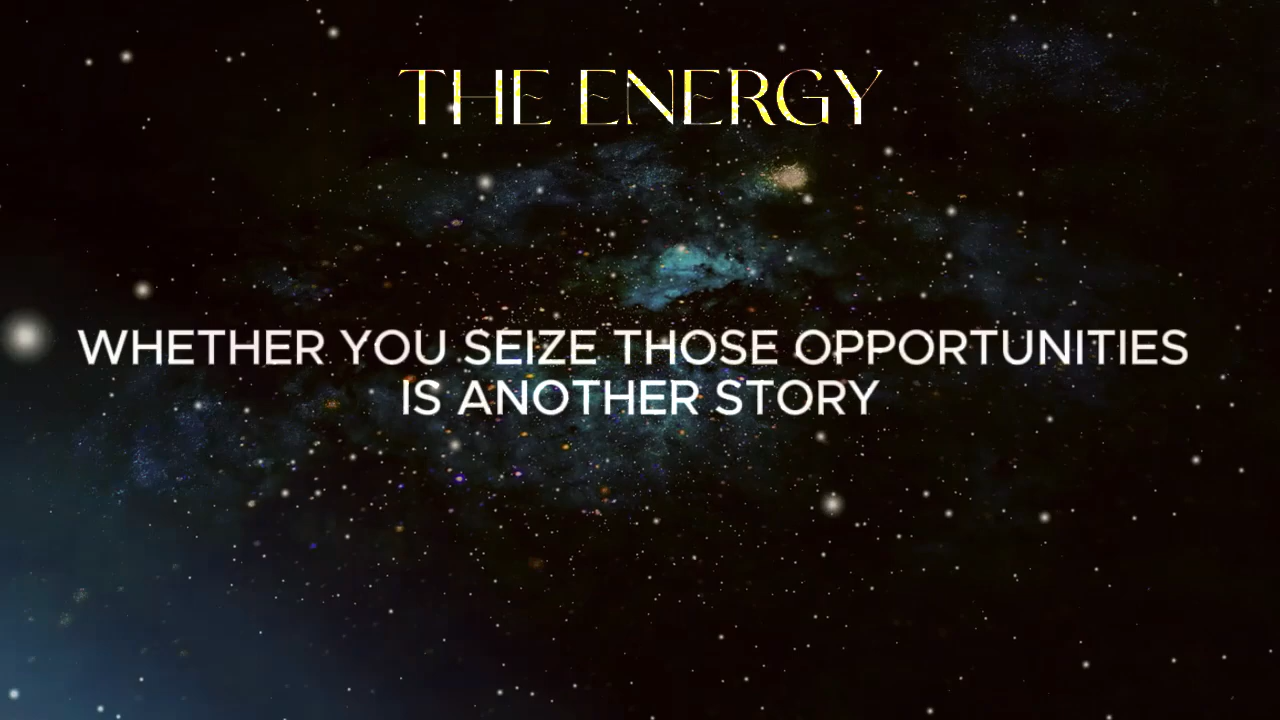 THE ENERGY
WHETHER YOU SEIZE THOSE OPPORTUNITIES
IS ANOTHER STORY